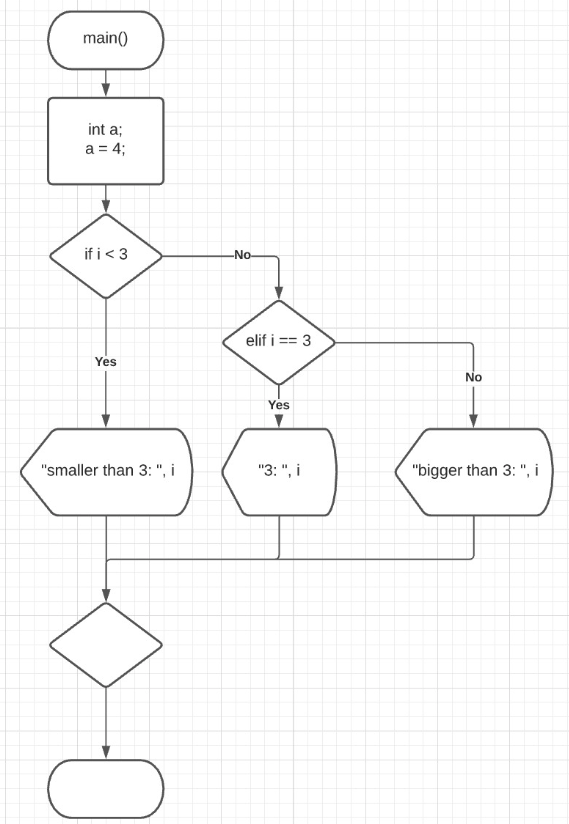 main()
int a;
a = 4;
if i < 3
No
elif i == 3
Yes
No
Yes
"smaller than 3: ", i
"3: ", i
"bigger than 3: ", i